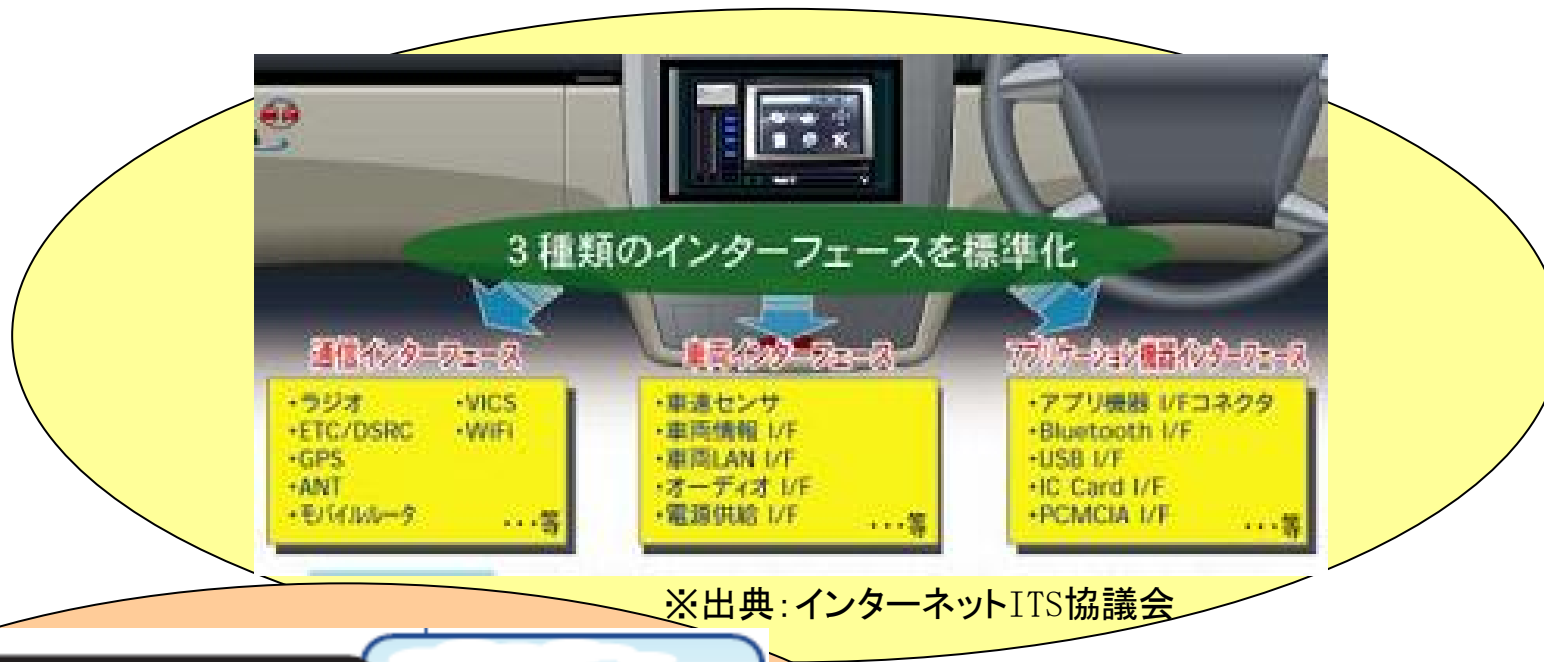 3種類のインターフェースを標準化
通信インターフェース
・ラジオ ・VICS
・ETC/DSRC ・WiFi
・GPS
・ANT
・モバイルルータ ・・・等
車両インターフェース
・車速センサ
・車両情報 I/F
・車両LAN I/F
・オーディオ I/F
・電源供給 I/F ・・・等
アプリケーション機器インターフェース
・アプリ機器 I/Fコネクタ
・Bluetooth I/F
・USB I/F
・IC Card I/F
・PCMCIA I/F ・・・等
※出典:インターネットITS協議会